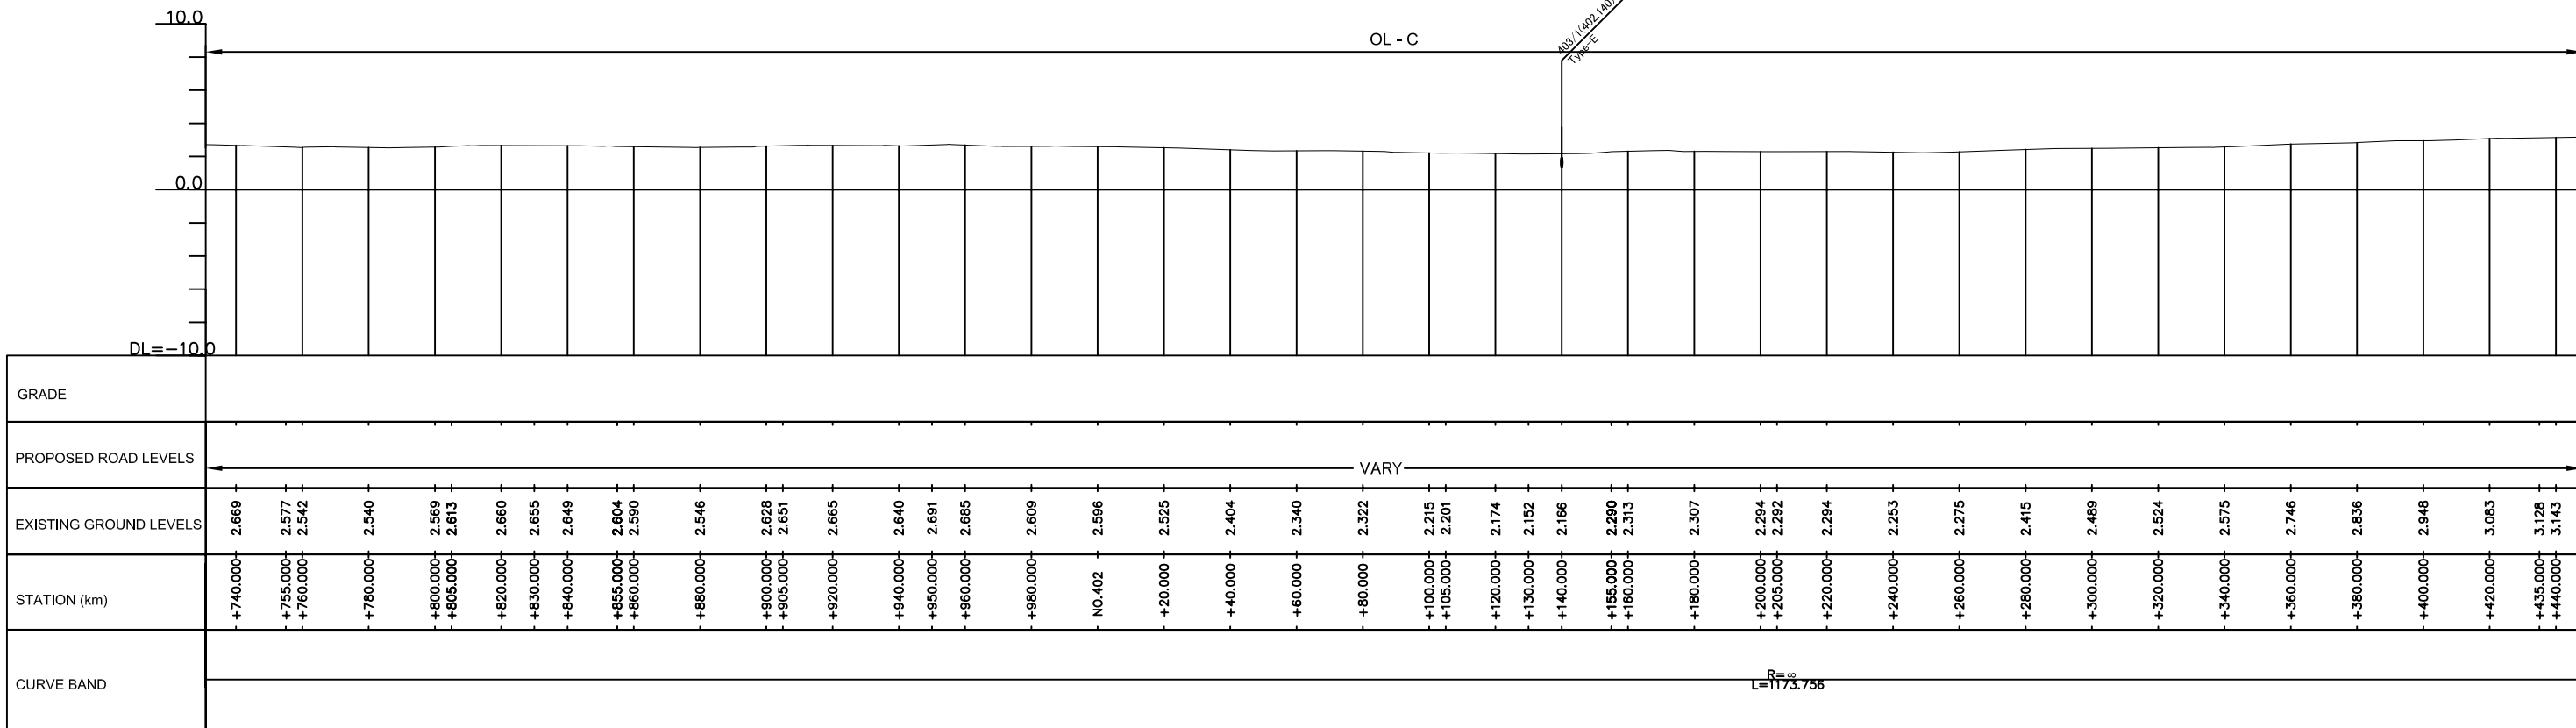 10.0
OL - C
403/1(402.140)
Type-E
0.0
DL=-10.0
GRADE
PROPOSED ROAD LEVELS
VARY
EXISTING GROUND LEVELS
2.669 2.577 2.542 2.540 2.569 2.613 2.660 2.655 2.649 2.604 2.590 2.546 2.628 2.651 2.665 2.640 2.691 2.685 2.609 2.596 2.525 2.404 2.340 2.322 2.215 2.201 2.174 2.152 2.166 2.290 2.313 2.307 2.294 2.292 2.294 2.253 2.275 2.415 2.489 2.524 2.575 2.746 2.836 2.948 3.083 3.128 3.143
STATION (km)
+740.000 +755.000 +760.000 +780.000 +800.000 +805.000 +820.000 +830.000 +840.000 +855.000 +860.000 +880.000 +900.000 +905.000 +920.000 +940.000 +950.000 +960.000 +980.000 NO.402 +20.000 +40.000 +60.000 +80.000 +100.000 +105.000 +120.000 +130.000 +140.000 +155.000 +160.000 +180.000 +200.000 +205.000 +220.000 +240.000 +260.000 +280.000 +300.000 +320.000 +340.000 +360.000 +380.000 +400.000 +420.000 +435.000 +440.000
CURVE BAND
R=∞
L=1173.756